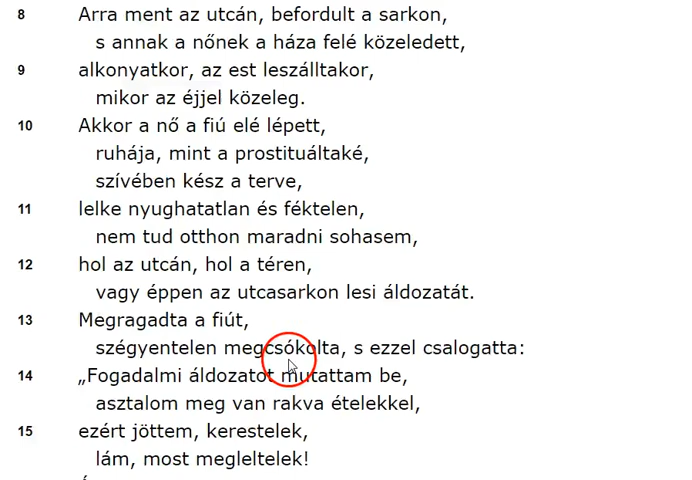 8 Arra ment az utcán, befordult a sarkon,
s annak a nőnek a háza felé közeledett,
9 alkonyatkor, az est leszálltakor,
mikor az éjjel közeleg.
10 Akkor a nő a fiú elé lépett,
ruhája, mint a prostituáltaké,
szívében kész a terve,
11 lelke nyughatatlan és féktelen,
nem tud otthon maradni sohasem,
12 hol az utcán, hol a téren,
vagy éppen az utcasarkon lesi áldozatát.
13 Megragadta a fiút,
szégyentelen megcsókolta, s ezzel csalogatta:
14 „Fogadalmi áldozatot mutattam be,
asztalom meg van rakva ételekkel,
15 ezért jöttem, kerestelek,
lám, most megleltelek!